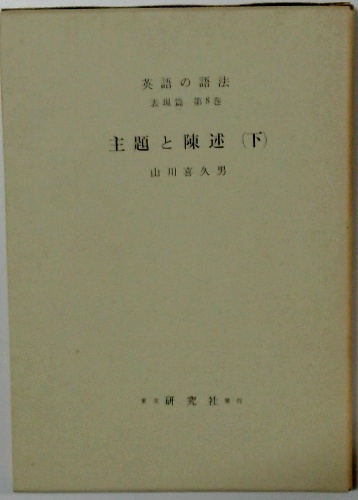 英語の語法
表現篇 第8巻
主題と陳述 (下)
山川喜久男
東京 研究社 發行